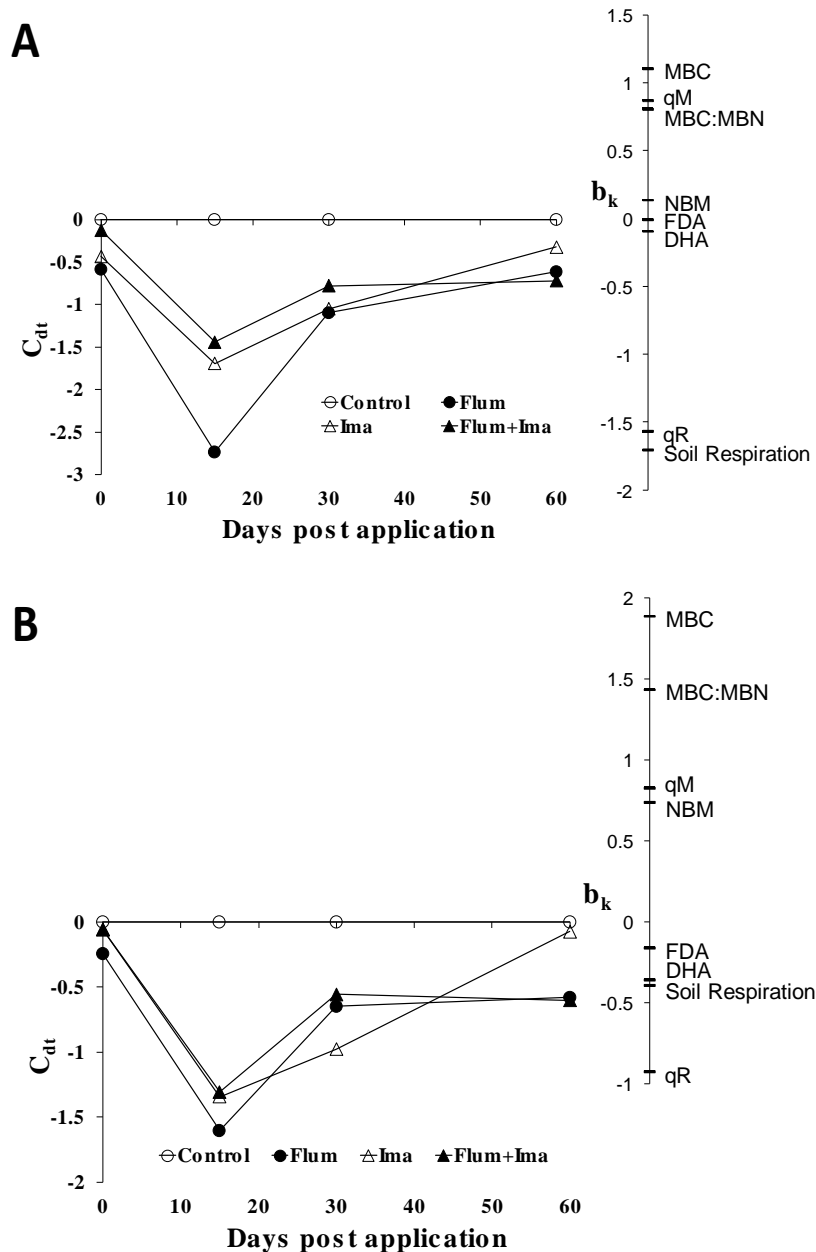 A
1.5
MBC
1
qM
MBC:MBN
0.5
b_k
NBM
0
0
FDA
DHA
-0.5
-0.5
-1
-1
C_dt
-1.5
Control
Flum
-2
Ima
Flum+Ima
-1.5
qR
-2.5
Soil Respiration
-3
-2
0 10 20 30 40 50 60
Days post application
B
2
MBC
1.5
MBC:MBN
1
qM
NBM
0.5
b_k
0
0
FDA
DHA
-0.5
Soil Respiration
-0.5
qR
-1
-1
C_dt
-1.5
Control Flum Ima Flum+Ima
-2
0 10 20 30 40 50 60
Days post application